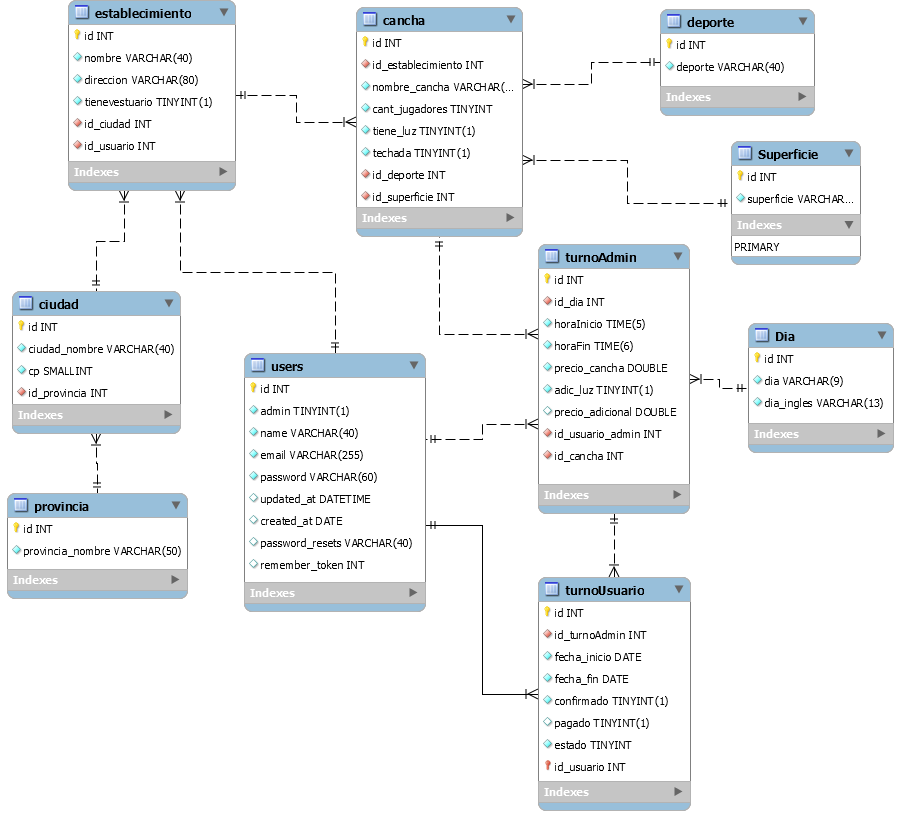 establecimiento
id INT
nombre VARCHAR(40)
direccion VARCHAR(80)
tienevestuario TINYINT(1)
id_ciudad INT
id_usuario INT
Indexes
cancha
id INT
id_establecimiento INT
nombre_cancha VARCHAR(...
cant_jugadores TINYINT
tiene_luz TINYINT(1)
techada TINYINT(1)
id_deporte INT
id_superficie INT
Indexes
deporte
id INT
deporte VARCHAR(40)
Indexes
Superficie
id INT
superficie VARCHAR...
Indexes
PRIMARY
turnoAdmin
id INT
id_dia INT
horaInicio TIME(5)
horaFin TIME(6)
precio_cancha DOUBLE
adic_luz TINYINT(1)
precio_adicional DOUBLE
id_usuario_admin INT
id_cancha INT
Indexes
Dia
id INT
dia VARCHAR(9)
dia_ingles VARCHAR(13)
Indexes
ciudad
id INT
ciudad_nombre VARCHAR(40)
cp SMALLINT
id_provincia INT
Indexes
users
id INT
admin TINYINT(1)
name VARCHAR(40)
email VARCHAR(255)
password VARCHAR(60)
updated_at DATETIME
created_at DATE
password_resets VARCHAR(40)
remember_token INT
Indexes
provincia
id INT
provincia_nombre VARCHAR(50)
Indexes
turnoUsuario
id INT
id_turnoAdmin INT
fecha_inicio DATE
fecha_fin DATE
confirmado TINYINT(1)
pagado TINYINT(1)
estado TINYINT
id_usuario INT
Indexes